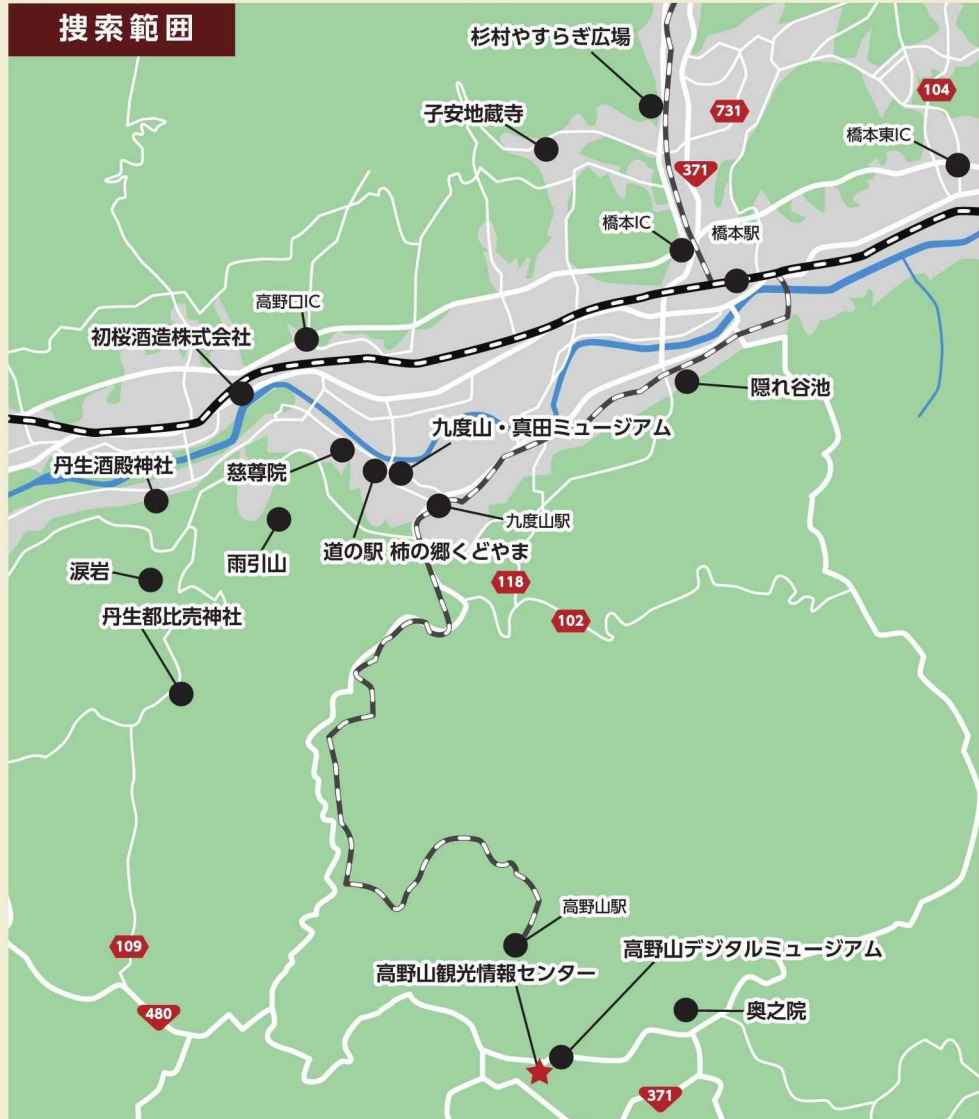 捜索範囲
杉村やすらぎ広場
104
731
子安地蔵寺
橋本東IC
371
橋本IC
橋本駅
高野口IC
初桜酒造株式会社
隠れ谷池
九度山・真田ミュージアム
丹生酒殿神社
慈尊院
九度山駅
道の駅 柿の郷くどやま
雨引山
涙岩
118
102
丹生都比売神社
高野山駅
109
高野山デジタルミュージアム
高野山観光情報センター
480
奥之院
371